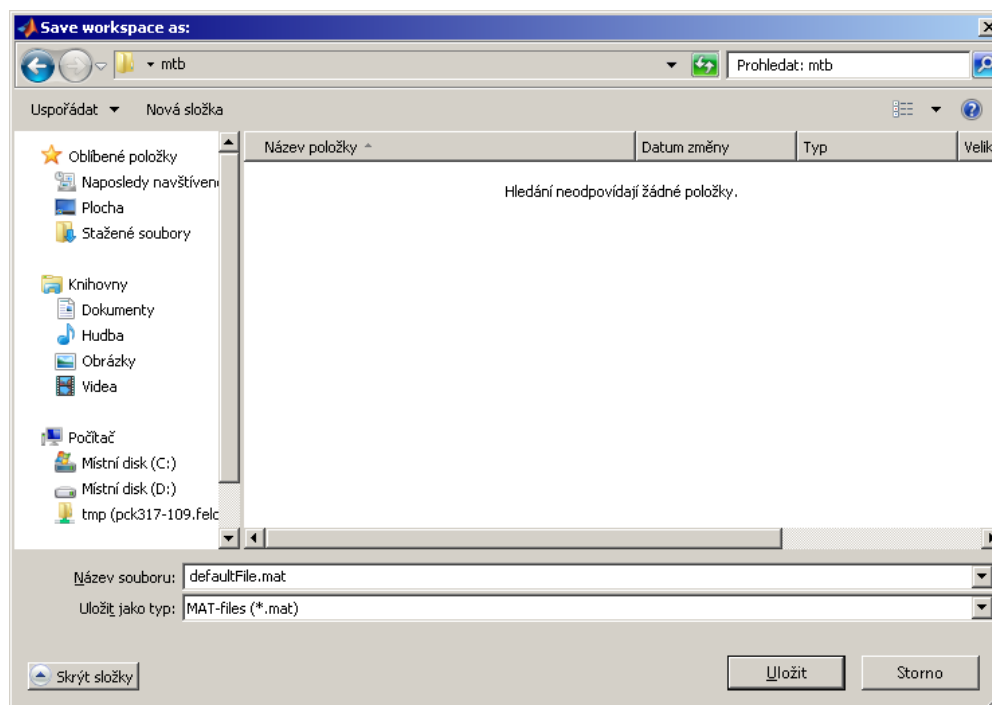 Save workspace as:
mtb
Prohledat: mtb
Uspořádat
Nová složka
Název položky
Datum změny
Typ
Hledání neodpovídají žádné položky.
Oblíbené položky
Naposledy
Plocha
Stažené soubory
Knihovny
Dokumenty
Hudba
Obrázky
Videa
Počítač
Místní disk (C:)
Místní disk (D:)
tmp (pck317-109.felc
Název souboru: defaultFile.mat
Uložit jako typ: MAT-files (*.mat)
Skrýt složky
Uložit
Storno